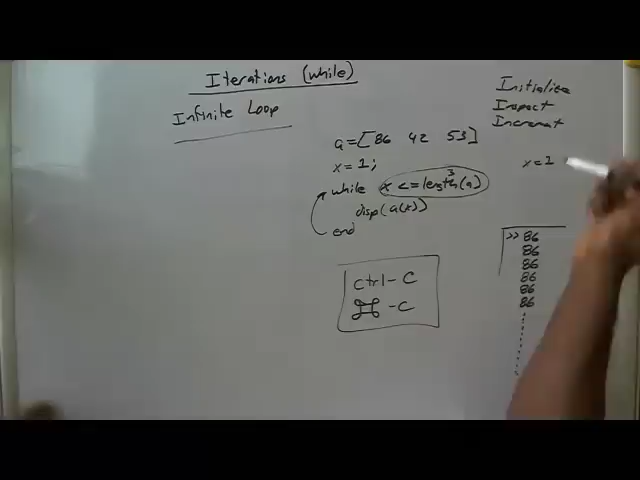 Iterations (while)
Infinite Loop
Initialize
Inspect
Increment
a=[86 42 53]
x=1;
while x <= length(a)
3
disp(a(x))
end
x=1
ctrl-C
⌘-C
>> 86
86
86
86
86
86